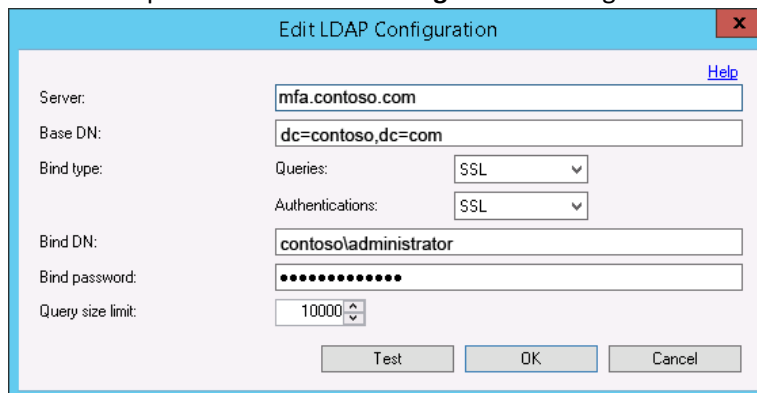 Edit LDAP Configuration
x
Help
Server: mfa.contoso.com
Base DN: dc=contoso,dc=com
Bind type: Queries: SSL
Authentications: SSL
Bind DN: contoso\administrator
Bind password: •••••••••••••
Query size limit: 10000
Test OK Cancel